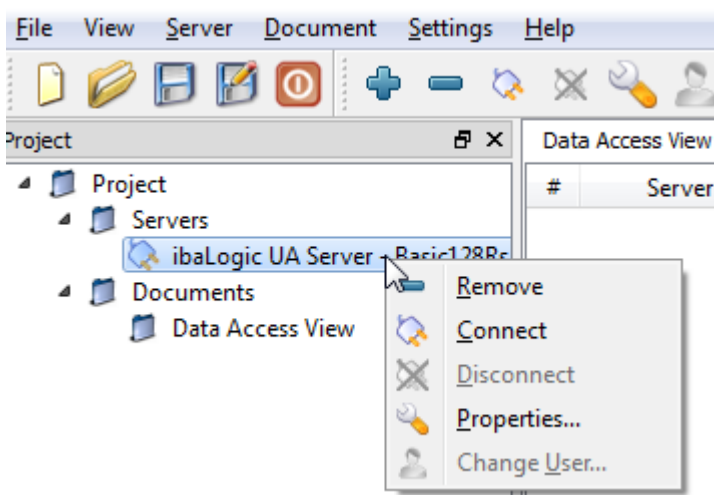 File View Server Document Settings Help
Project
Data Access View
# Server
Project
Servers
ibaLogic UA Server - Basic128Rs
Documents
Data Access View
Remove
Connect
Disconnect
Properties...
Change User...